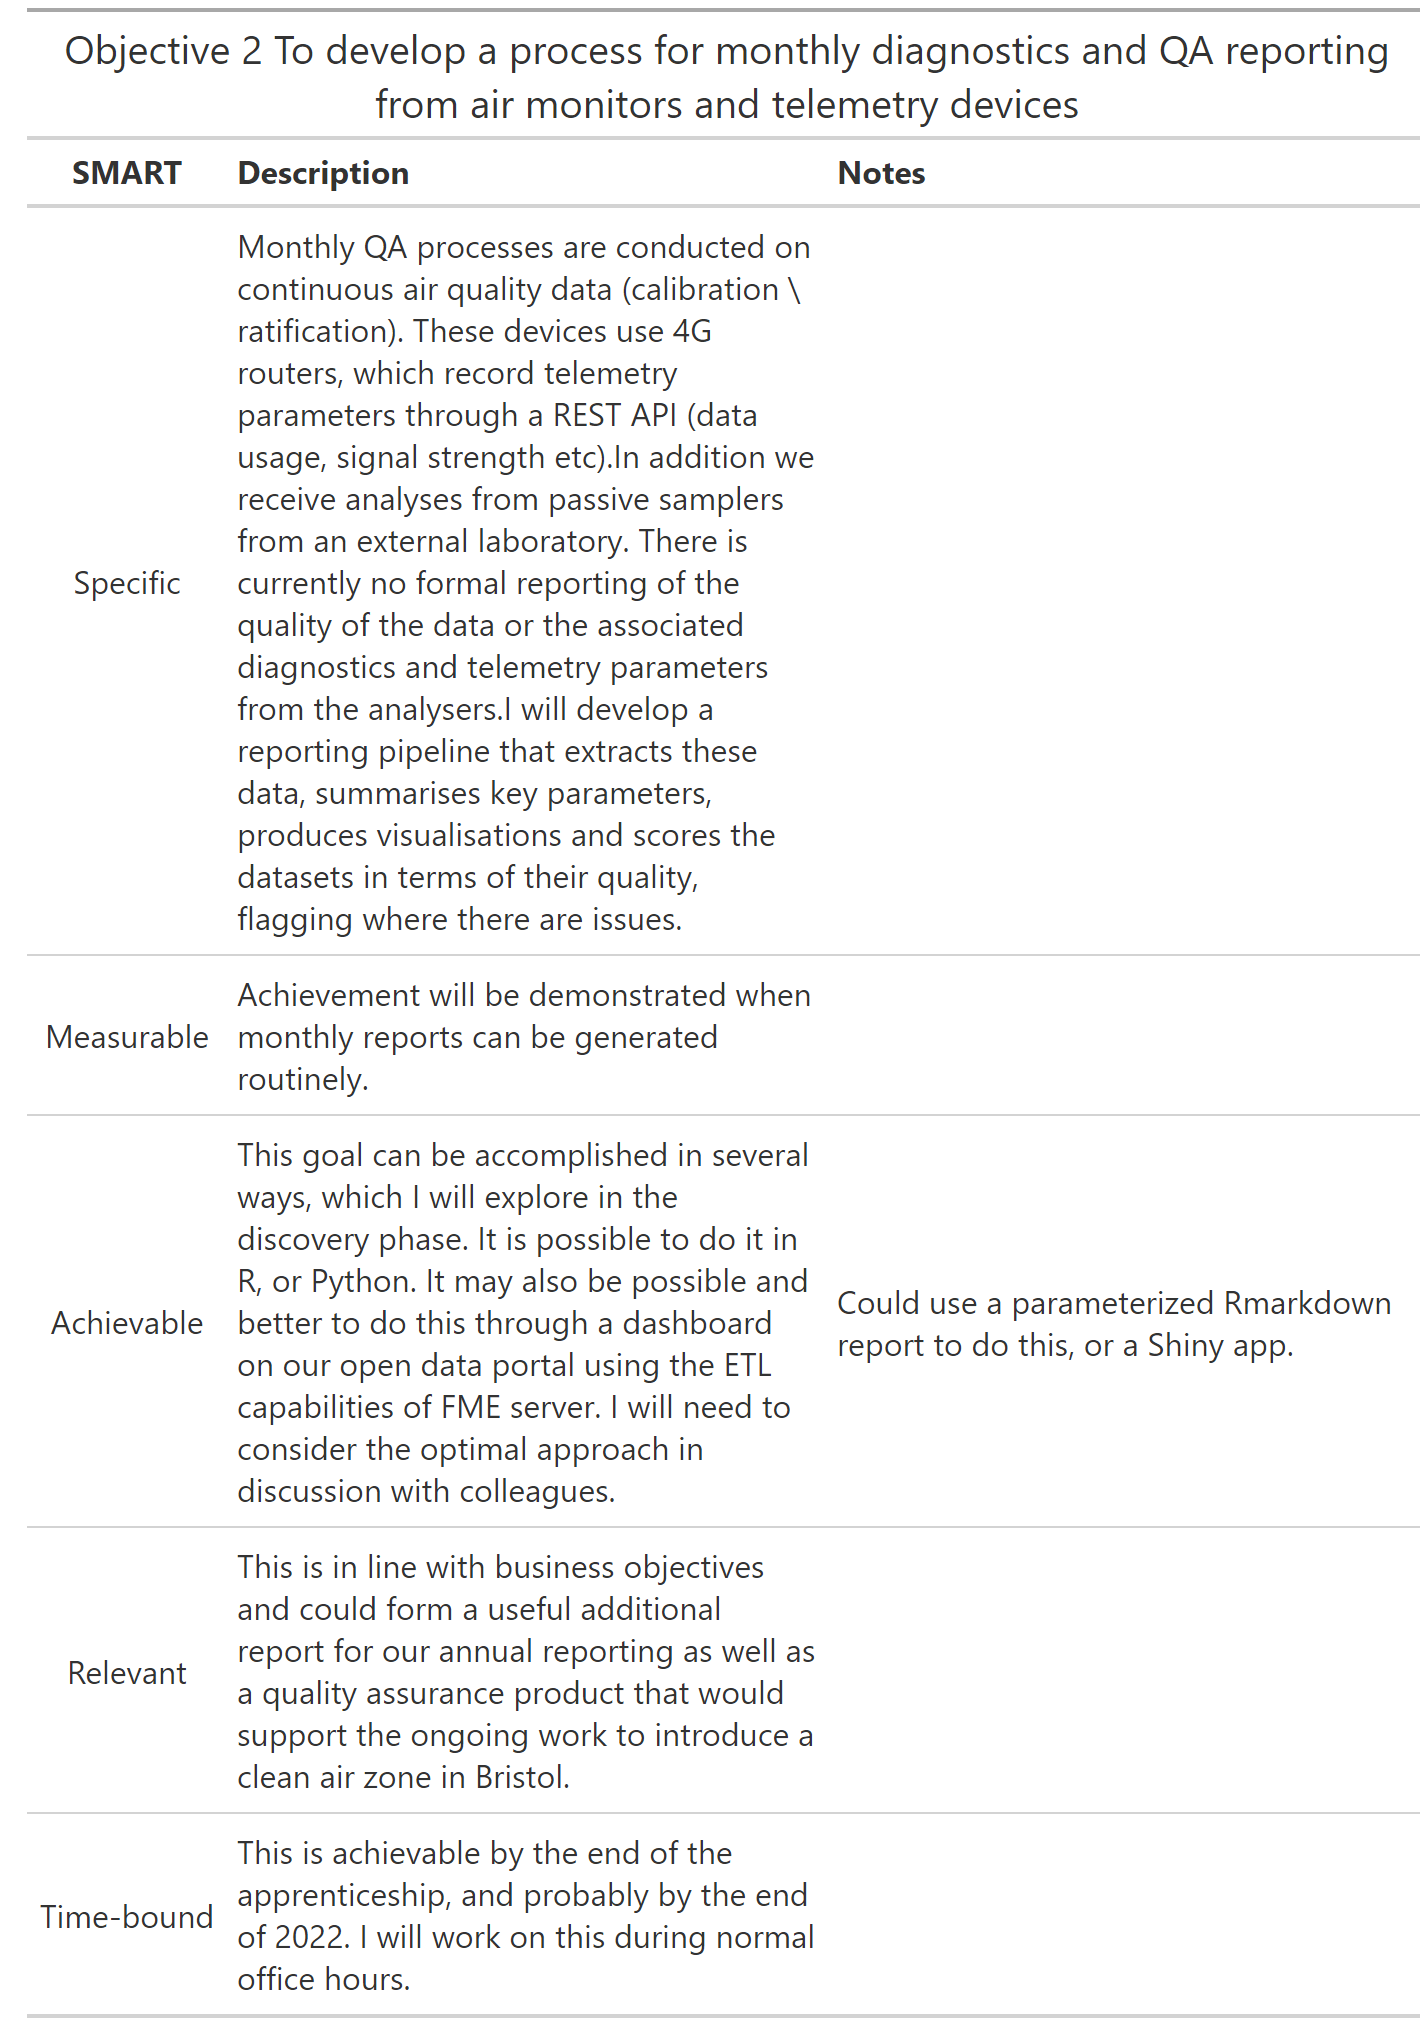 Objective 2 To develop a process for monthly diagnostics and QA reporting
from air monitors and telemetry devices
SMART Description Notes
Specific
Monthly QA processes are conducted on
continuous air quality data (calibration \
ratification). These devices use 4G
routers, which record telemetry
parameters through a REST API (data
usage, signal strength etc).In addition we
receive analyses from passive samplers
from an external laboratory. There is
currently no formal reporting of the
quality of the data or the associated
diagnostics and telemetry parameters
from the analysers.I will develop a
reporting pipeline that extracts these
data, summarises key parameters,
produces visualisations and scores the
datasets in terms of their quality,
flagging where there are issues.
Measurable
Achievement will be demonstrated when
monthly reports can be generated
routinely.
Achievable
This goal can be accomplished in several
ways, which I will explore in the
discovery phase. It is possible to do it in
R, or Python. It may also be possible and
better to do this through a dashboard
on our open data portal using the ETL
capabilities of FME server. I will need to
consider the optimal approach in
discussion with colleagues.
Could use a parameterized Rmarkdown
report to do this, or a Shiny app.
Relevant
This is in line with business objectives
and could form a useful additional
report for our annual reporting as well as
a quality assurance product that would
support the ongoing work to introduce a
clean air zone in Bristol.
Time-bound
This is achievable by the end of the
apprenticeship, and probably by the end
of 2022. I will work on this during normal
office hours.